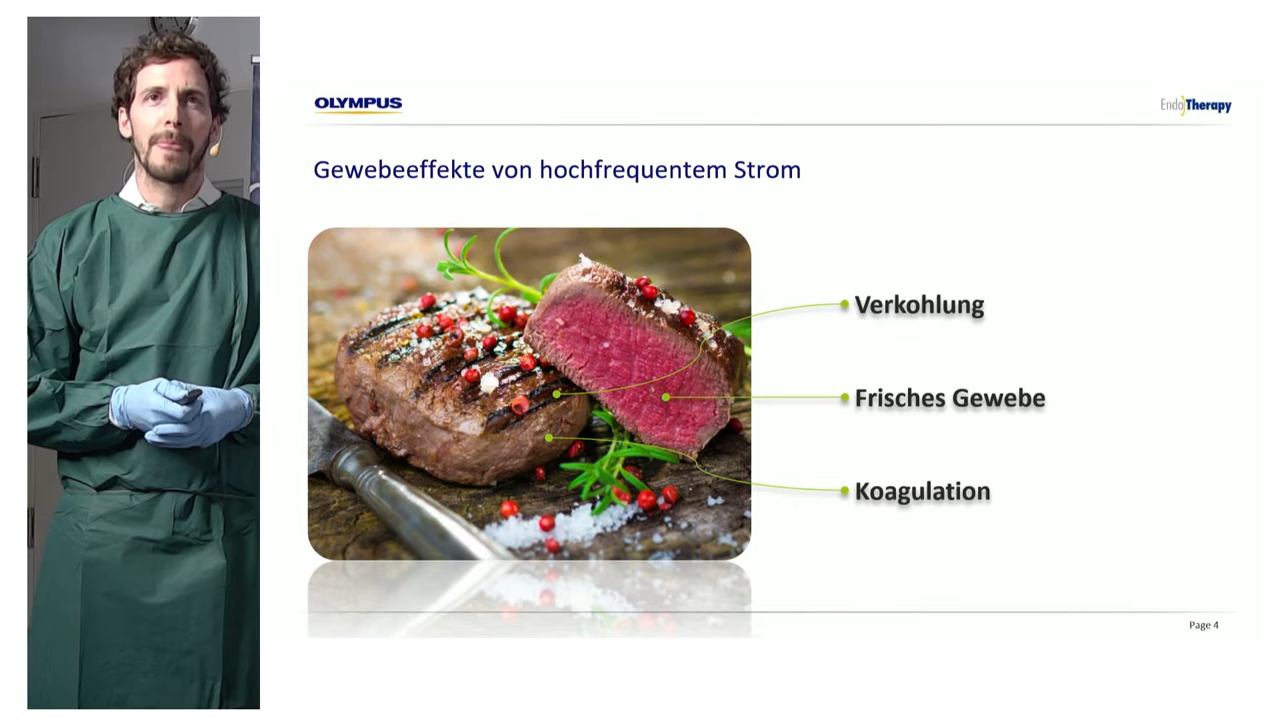 OLYMPUS
EndoTherapy
Gewebeeffekte von hochfrequentem Strom
Verkohlung
Frisches Gewebe
Koagulation
Page 4